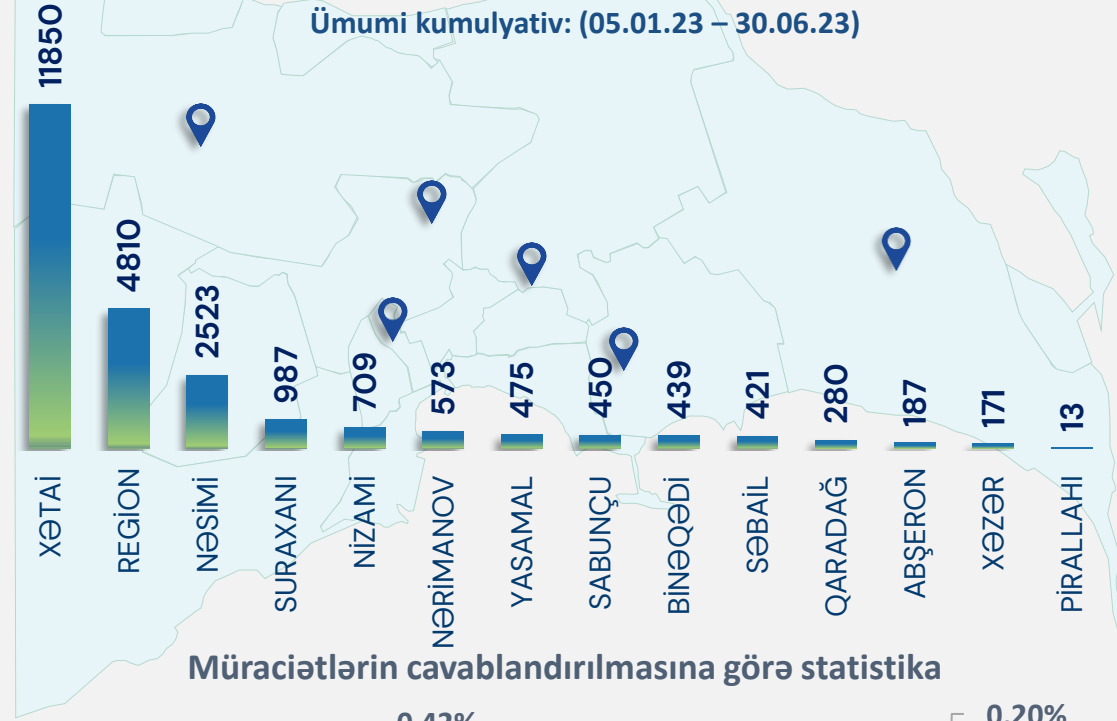 Ümumi kumulyativ: (05.01.23 – 30.06.23)
11850
4810
2523
987
709
573
475
450
439
421
280
187
171
13
XƏTAİ
REGİON
NƏSİMİ
SURAXANI
NİZAMİ
NƏRİMANOV
YASAMAL
SABUNÇU
BİNƏQƏDİ
SƏBAİL
QARADAĞ
ABŞERON
XƏZƏR
PİRALLAHI
Müraciətlərin cavablandırılmasına görə statistika
0.20%